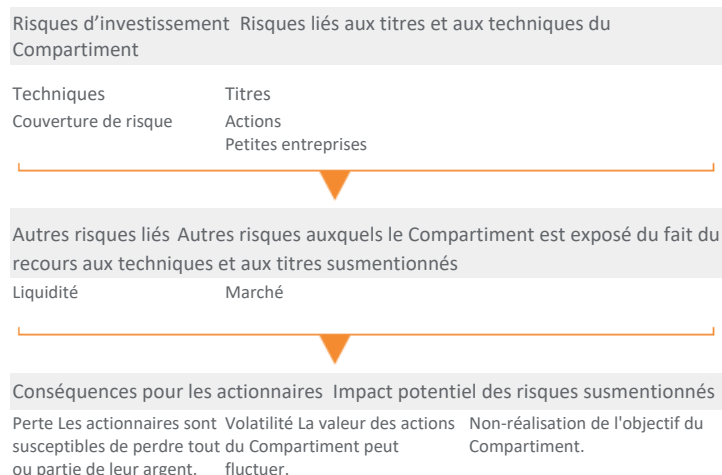 Risques d’investissement Risques liés aux titres et aux techniques du
Compartiment
Techniques Titres
Couverture de risque Actions
Petites entreprises
Autres risques liés Autres risques auxquels le Compartiment est exposé du fait du
recours aux techniques et aux titres susmentionnés
Liquidité Marché
Conséquences pour les actionnaires Impact potentiel des risques susmentionnés
Perte Les actionnaires sont
susceptibles de perdre tout
ou partie de leur argent.
Volatilité La valeur des actions
du Compartiment peut
fluctuer.
Non-réalisation de l'objectif du
Compartiment.